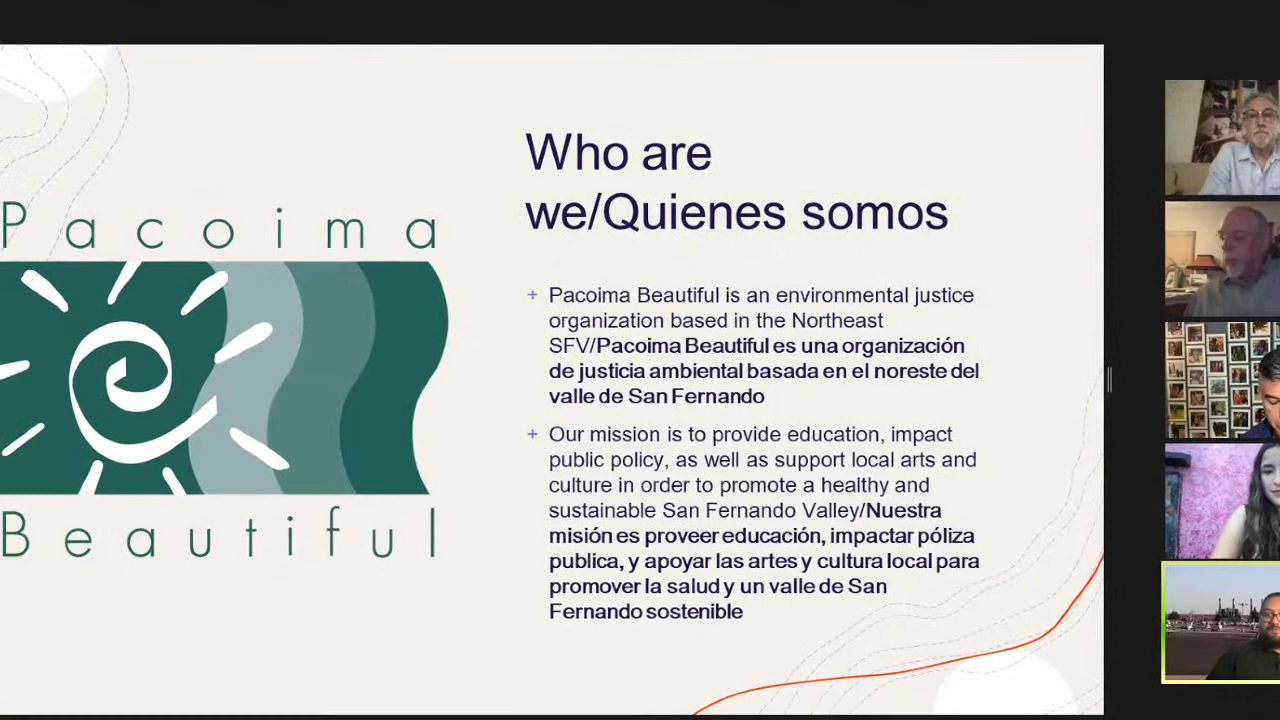 Pacoima
Beautiful
Who are
we/Quienes somos
+ Pacoima Beautiful is an environmental justice
organization based in the Northeast
SFV/Pacoima Beautiful es una organización
de justicia ambiental basada en el noreste del
valle de San Fernando
+ Our mission is to provide education, impact
public policy, as well as support local arts and
culture in order to promote a healthy and
sustainable San Fernando Valley/Nuestra
misión es proveer educación, impactar póliza
publica, y apoyar las artes y cultura local para
promover la salud y un valle de San
Fernando sostenible